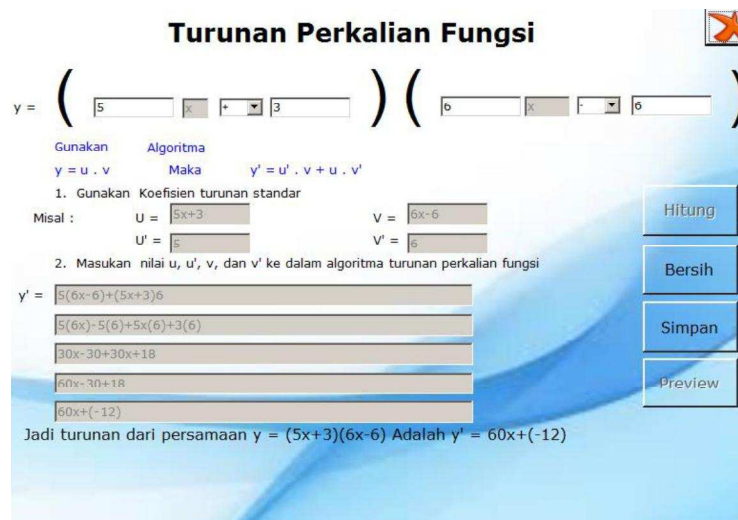 Turunan Perkalian Fungsi
y = ( 5 x + 3 ) ( 6 x - 6 )
Gunakan Algoritma
y = u . v Maka y' = u' . v + u . v'
1. Gunakan Koefisien turunan standar
Misal : U = 5x+3 V = 6x-6
U' = 5 V' = 6
2. Masukan nilai u, u', v, dan v' ke dalam algoritma turunan perkalian fungsi
y' = 5(6x-6)+(5x+3)6
5(6x)-5(6)+5x(6)+3(6)
30x-30+30x+18
60x-30+18
60x+(-12)
Jadi turunan dari persamaan y = (5x+3)(6x-6) Adalah y' = 60x+(-12)
Hitung
Bersih
Simpan
Preview